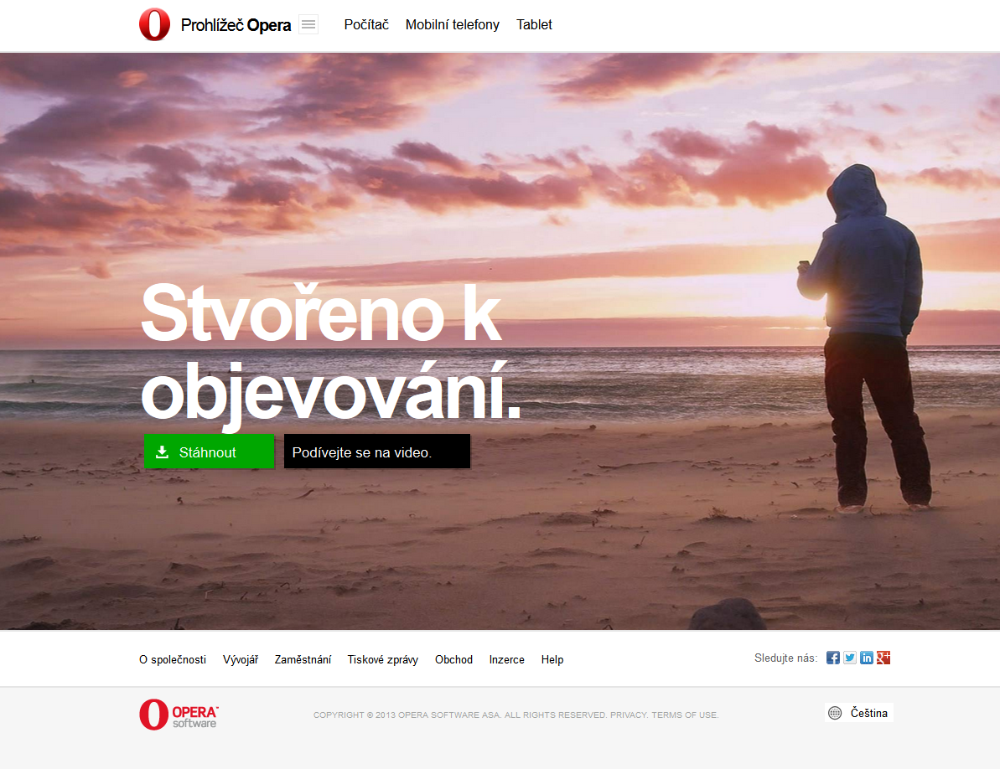 Prohlížeč Opera
Počítač Mobilní telefony Tablet
Stvořeno k
objevování.
Stáhnout
Podívejte se na video.
O společnosti Vývojář Zaměstnání Tiskové zprávy Obchod Inzerce Help
Sledujte nás:
OPERA
software
COPYRIGHT © 2013 OPERA SOFTWARE ASA. ALL RIGHTS RESERVED. PRIVACY. TERMS OF USE.
Čeština